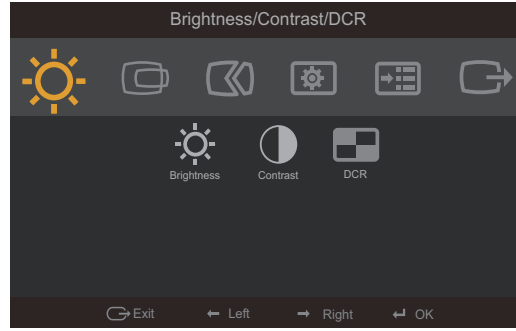 Brightness/Contrast/DCR
Brightness Contrast DCR
Exit Left Right OK